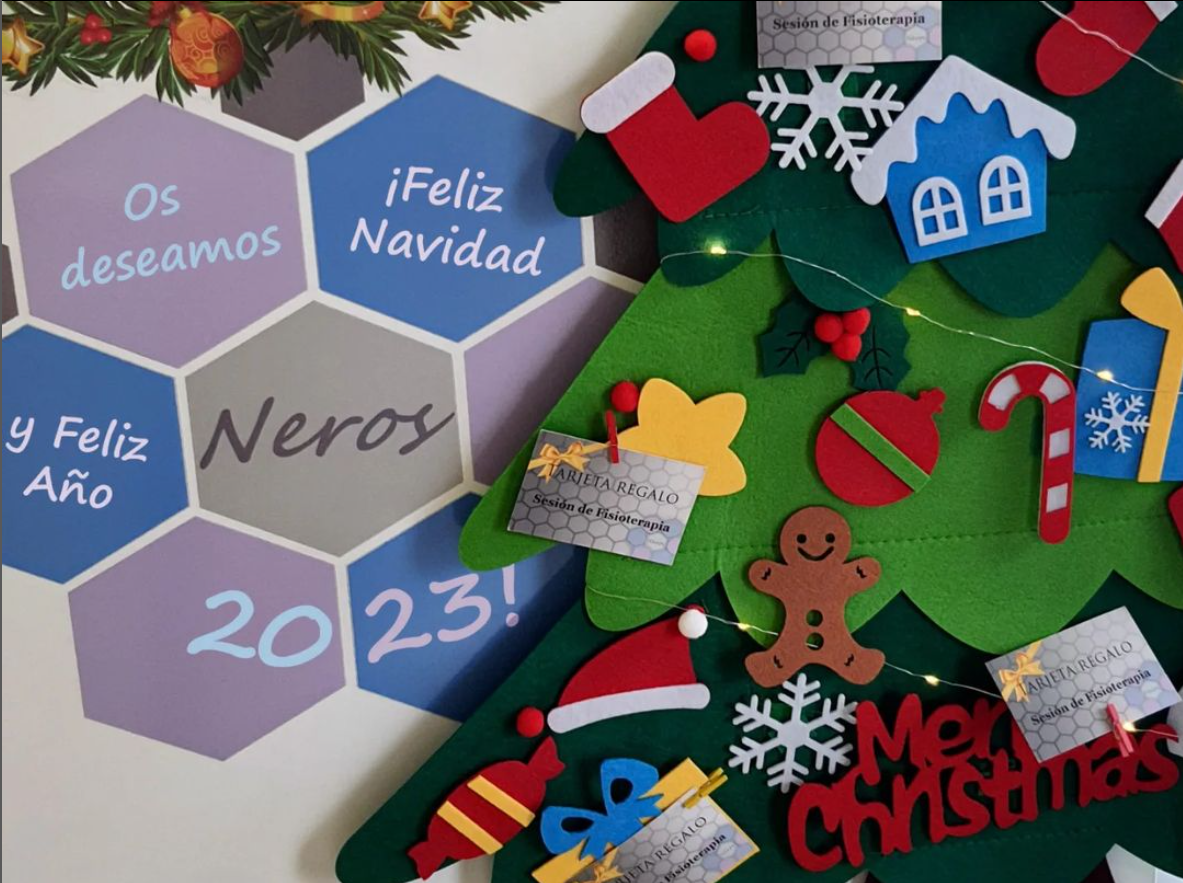 Os
deseamos
¡Feliz
Navidad
y Feliz
Año
Neros
2023!
Sesión de Fisioterapia
TARJETA REGALO
Sesión de Fisioterapia
TARJETA REGALO
Sesión de Fisioterapia
Merry
Christmas
TARJETA REGALO
Sesión de Fisioterapia